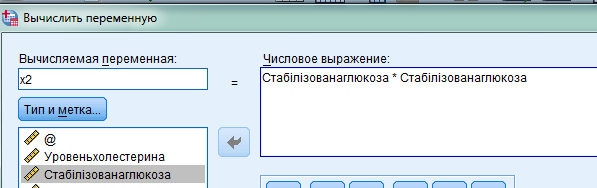 Вычислить переменную
Вычисляемая переменная:
Числовое выражение:
x2
=
Стабілізованаглюкоза * Стабілізованаглюкоза
Тип и метка...
@
Уровеньхолестерина
Стабілізованаглюкоза